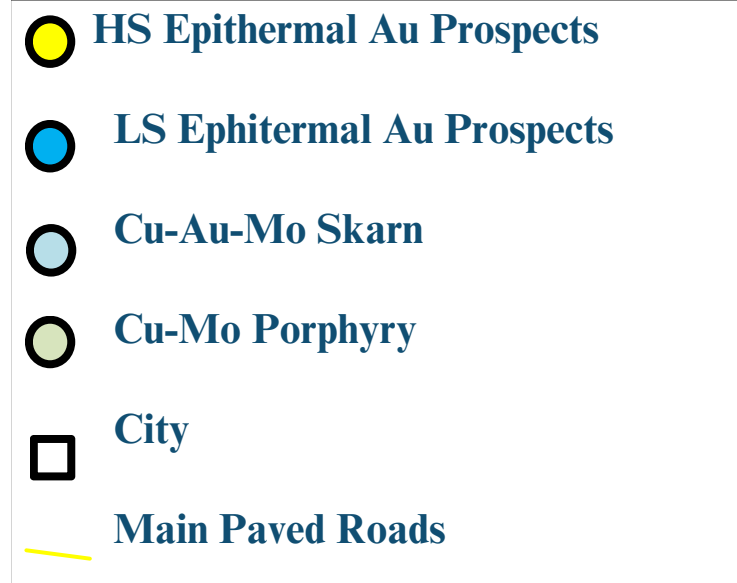 HS Epithermal Au Prospects
LS Ephitermal Au Prospects
Cu-Au-Mo Skarn
Cu-Mo Porphyry
City
Main Paved Roads